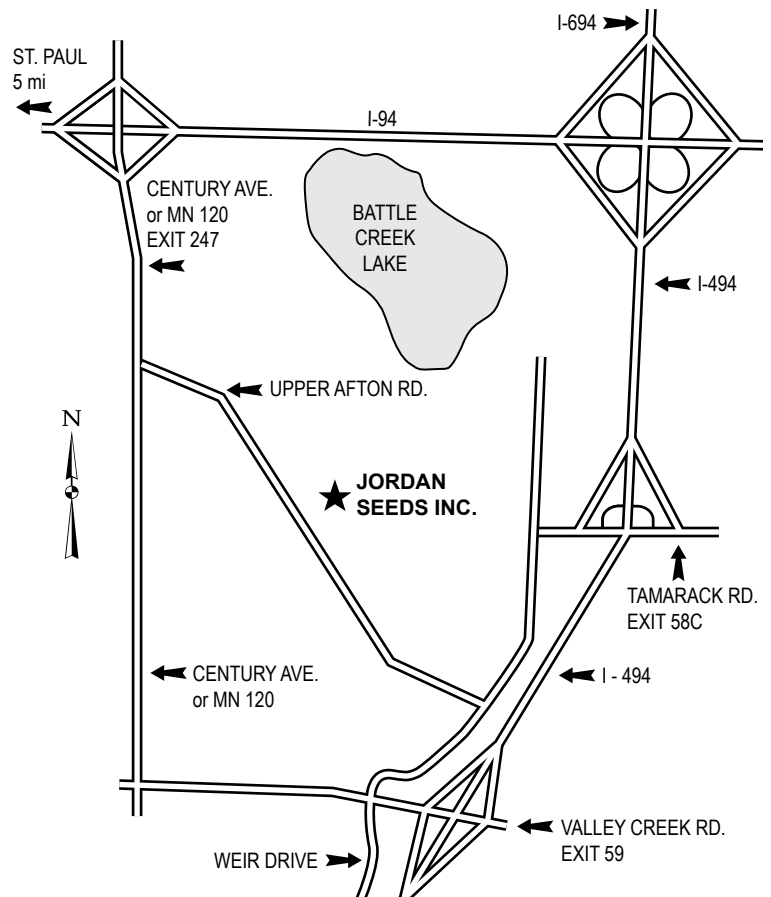 I-694
ST. PAUL
5 mi
I-94
CENTURY AVE.
or MN 120
EXIT 247
BATTLE
CREEK
LAKE
I-494
UPPER AFTON RD.
N
JORDAN
SEEDS INC.
TAMARACK RD.
EXIT 58C
CENTURY AVE.
or MN 120
I - 494
VALLEY CREEK RD.
EXIT 59
WEIR DRIVE